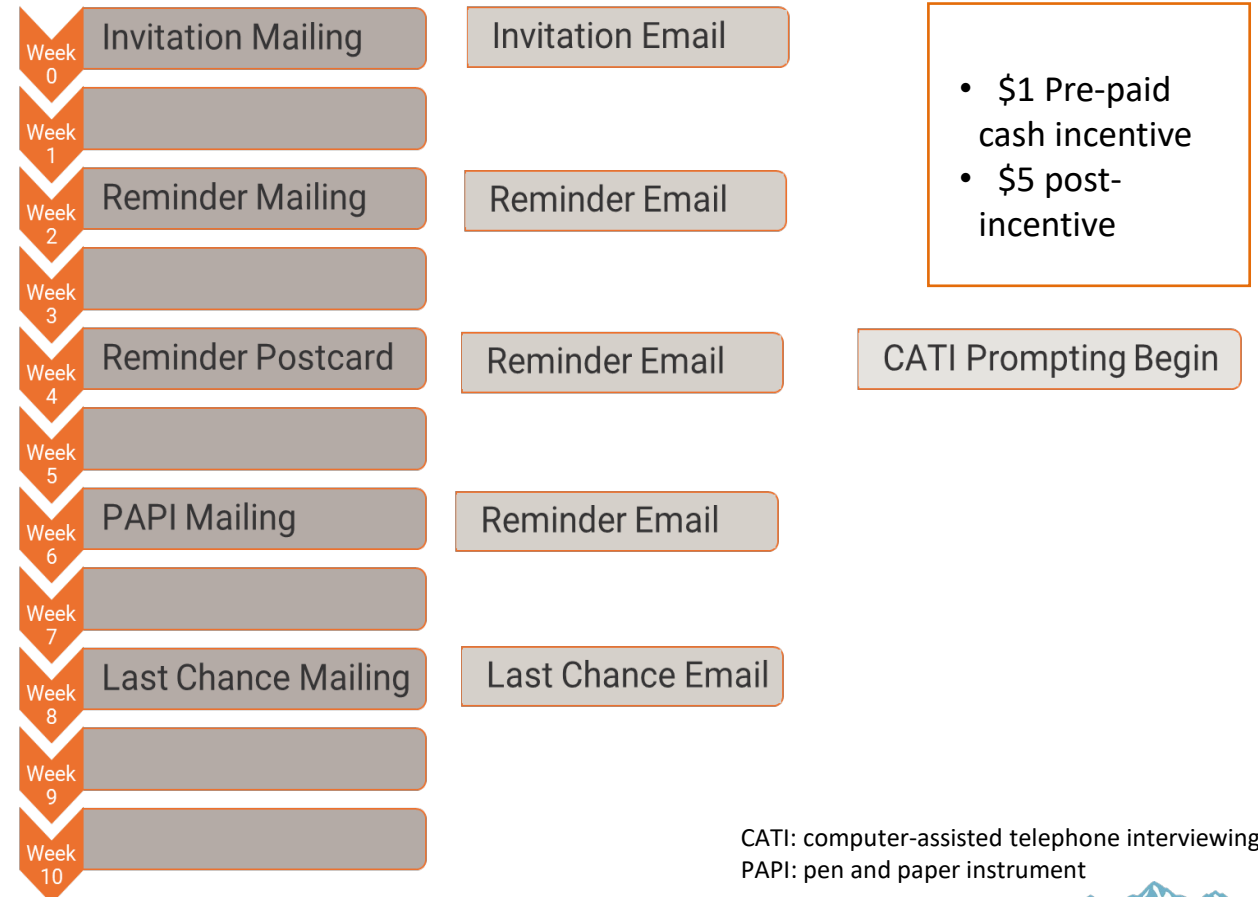 Week
0
Invitation Mailing
Invitation Email
• $1 Pre-paid
cash incentive
• $5 post-
incentive
Week
1
Week
2
Reminder Mailing
Reminder Email
Week
3
Week
4
Reminder Postcard
Reminder Email
CATI Prompting Begin
Week
5
Week
6
PAPI Mailing
Reminder Email
Week
7
Week
8
Last Chance Mailing
Last Chance Email
Week
9
Week
10
CATI: computer-assisted telephone interviewing
PAPI: pen and paper instrument